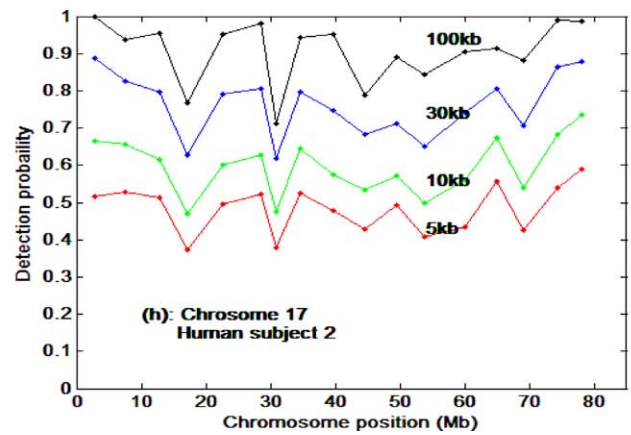 1
0.9
0.8
0.7
0.6
0.5
0.4
0.3
0.2
0.1
0
Detection probality
100kb
30kb
10kb
5kb
(h): Chrosome 17
Human subject 2
0 10 20 30 40 50 60 70 80
Chromosome position (Mb)